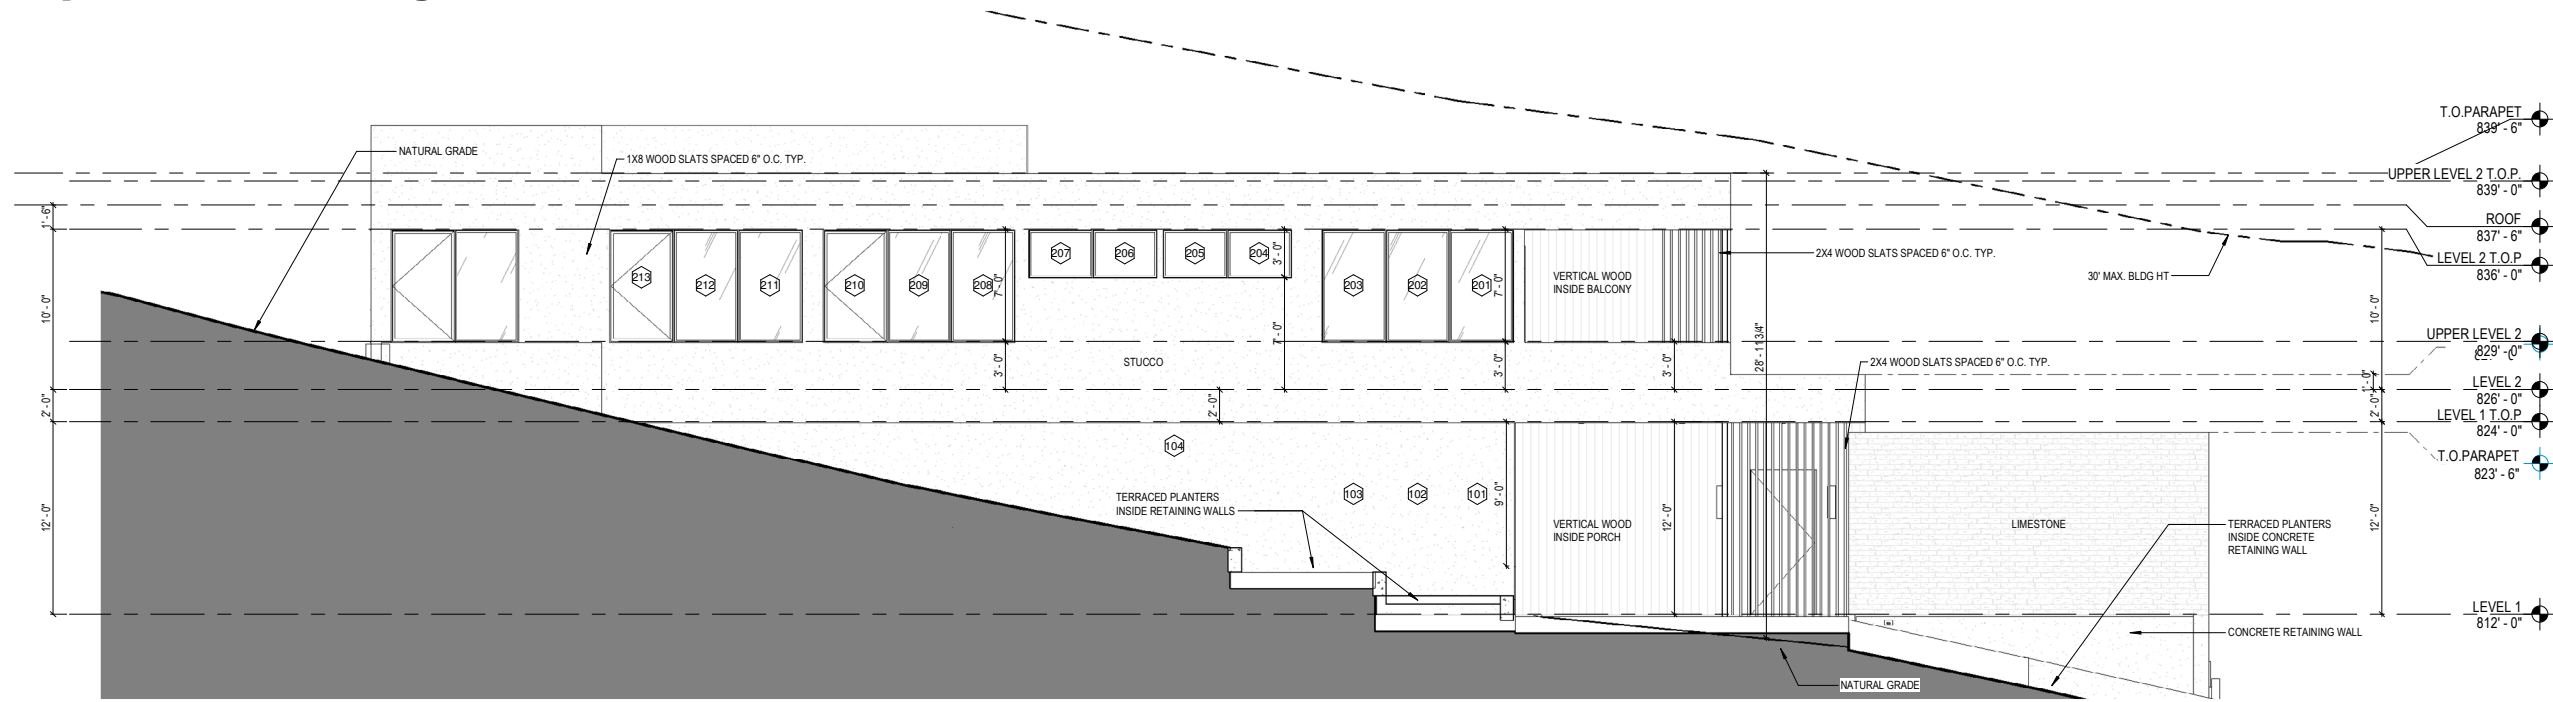 T.O.PARAPET
839' - 6"
NATURAL GRADE
1X8 WOOD SLATS SPACED 6" O.C. TYP.
UPPER LEVEL 2 T.O.P.
839' - 0"
1' - 6"
ROOF
837' - 6"
207
206
205
204
3' - 0"
2X4 WOOD SLATS SPACED 6" O.C. TYP.
LEVEL 2 T.O.P
836' - 0"
213
212
211
210
209
208
7' - 0"
203
202
201
7' - 0"
VERTICAL WOOD
INSIDE BALCONY
30' MAX. BLDG HT
10' - 0"
10' - 0"
7' - 0"
28' - 11 3/4"
UPPER LEVEL 2
829' - 0"
STUCCO
3' - 0"
3' - 0"
3' - 0"
2X4 WOOD SLATS SPACED 6" O.C. TYP.
1' - 0"
LEVEL 2
826' - 0"
2' - 0"
2' - 0"
2' - 0"
LEVEL 1 T.O.P
824' - 0"
104
T.O.PARAPET
823' - 6"
TERRACED PLANTERS
INSIDE RETAINING WALLS
103
102
101
9' - 0"
12' - 0"
12' - 0"
12' - 0"
VERTICAL WOOD
INSIDE PORCH
LIMESTONE
TERRACED PLANTERS
INSIDE CONCRETE
RETAINING WALL
LEVEL 1
812' - 0"
CONCRETE RETAINING WALL
NATURAL GRADE